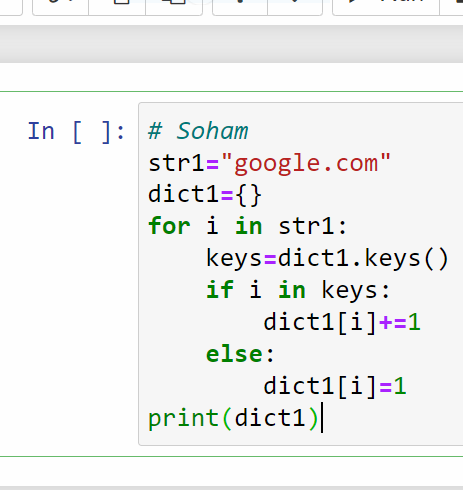 In [ ]: # Soham
str1="google.com"
dict1={}
for i in str1:
    keys=dict1.keys()
    if i in keys:
        dict1[i]+=1
    else:
        dict1[i]=1
print(dict1)